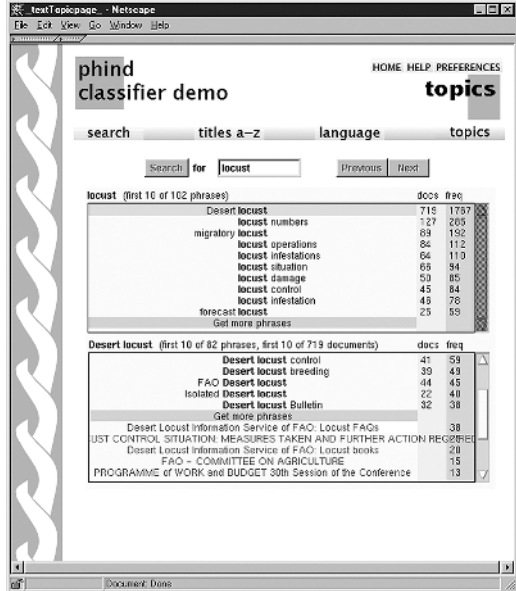 _textTopicpage_ - Netscape
File Edit View Go Window Help
phind
classifier demo
HOME HELP PREFERENCES
topics
search titles a–z language topics
Search for locust Previous Next
locust (first 10 of 102 phrases) docs freq
Desert locust 719 1767
locust numbers 127 285
migratory locust 89 192
locust operations 84 112
locust infestations 64 110
locust situation 66 94
locust damage 50 85
locust control 45 84
locust infestation 46 78
forecast locust 25 59
Get more phrases
Desert locust (first 10 of 82 phrases, first 10 of 719 documents) docs freq
Desert locust control 41 59
Desert locust breeding 39 49
FAO Desert locust 44 45
Isolated Desert locust 22 40
Desert locust Bulletin 32 38
Get more phrases
Desert Locust Information Service of FAO: Locust FAQs 38
UST CONTROL SITUATION: MEASURES TAKEN AND FURTHER ACTION
Desert Locust Information Service of FAO: Locust books 20
FAO - COMMITTEE ON AGRICULTURE 15
PROGRAMME of WORK and BUDGET 30th Session of the Conference 13
Document: Done